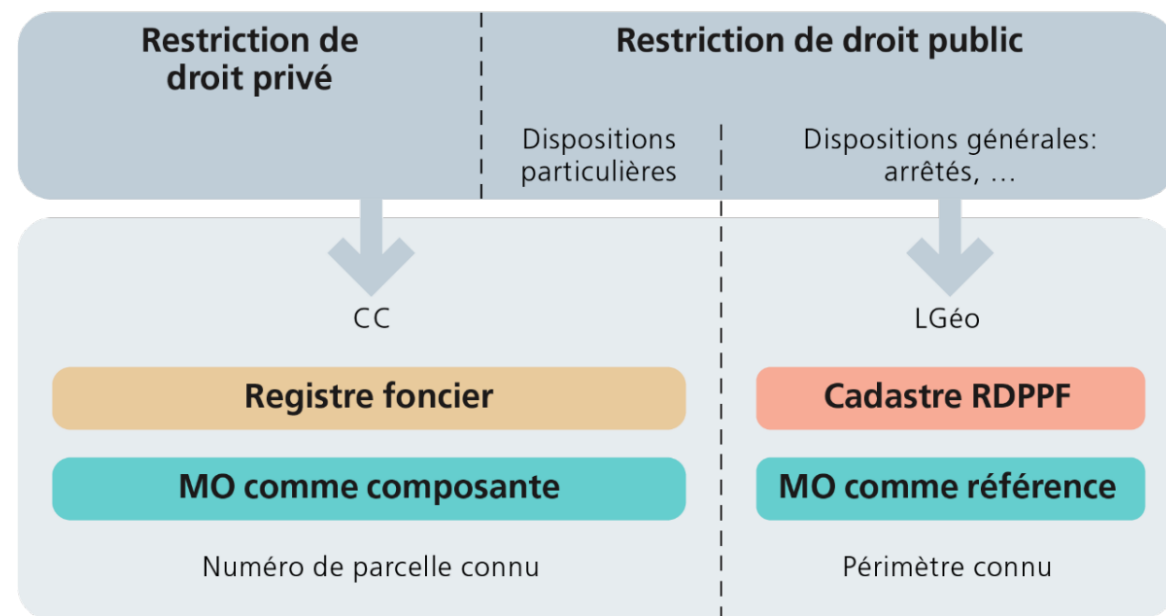 Restriction de
droit privé
Restriction de droit public
Dispositions
particulières
Dispositions générales:
arrêtés, …
CC
LGéo
Registre foncier
Cadastre RDPPF
MO comme composante
MO comme référence
Numéro de parcelle connu
Périmètre connu